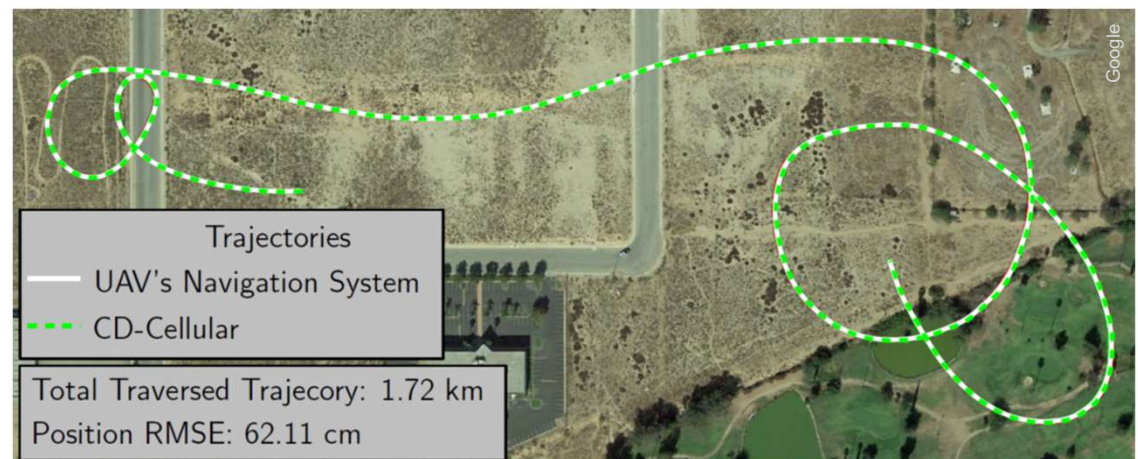 Google
Trajectories
UAV's Navigation System
CD-Cellular
Total Traversed Trajecory: 1.72 km
Position RMSE: 62.11 cm